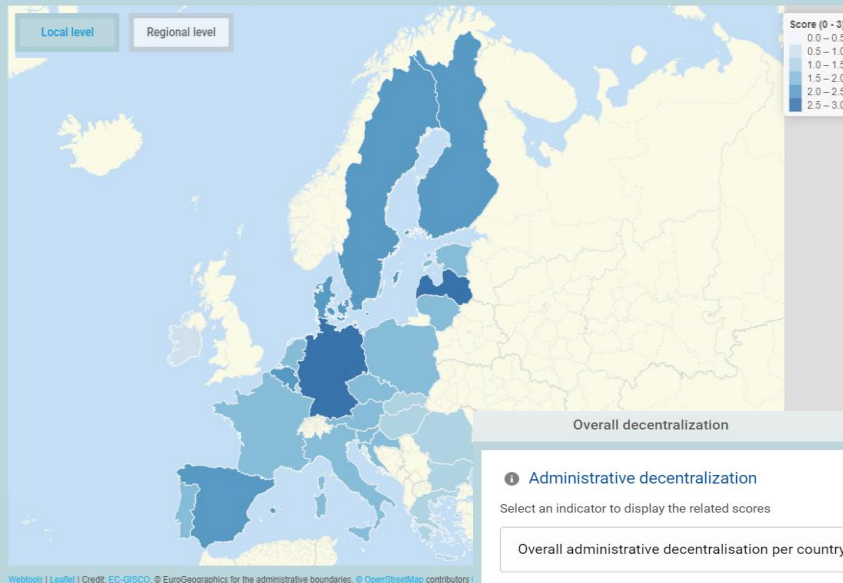 Local level
Regional level
Score (0 - 3)
0.0 – 0.5
0.5 – 1.0
1.0 – 1.5
1.5 – 2.0
2.0 – 2.5
2.5 – 3.0
Overall decentralization
Administrative decentralization
Select an indicator to display the related scores
Overall administrative decentralisation per country
Webtools | Leaflet | Credit: EC-GISCO, © EuroGeographics for the administrative boundaries, © OpenStreetMap contributors